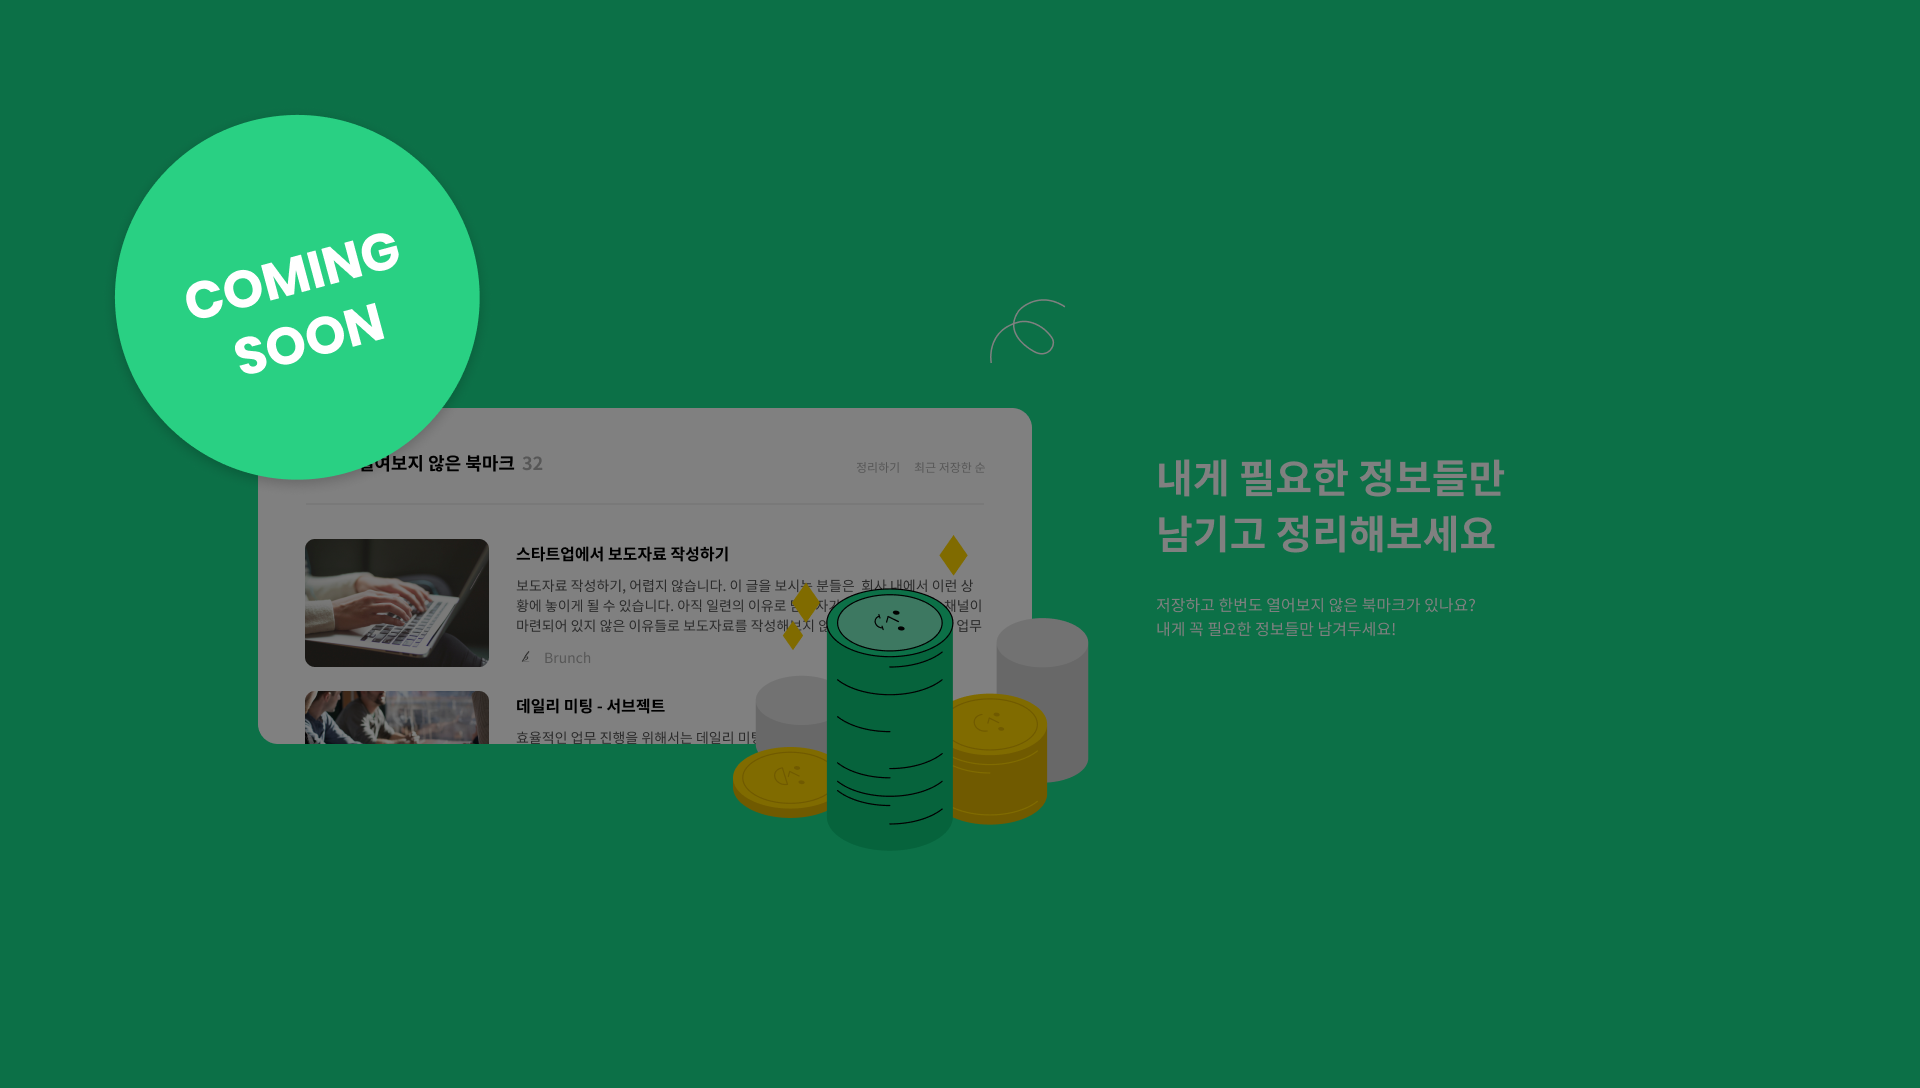 COMING
SOON
열어보지 않은 북마크 32
정리하기 최근 저장한 순
스타트업에서 보도자료 작성하기
보도자료 작성하기, 어렵지 않습니다. 이 글을 보시는 분들은 회사 내에서 이런 상
황에 놓이게 될 수 있습니다. 아직 일련의 이유로 채널이
마련되어 있지 않은 이유들로 보도자료를 작성해보지 업무
Brunch
데일리 미팅 - 서브젝트
효율적인 업무 진행을 위해서는 데일리
내게 필요한 정보들만
남기고 정리해보세요
저장하고 한번도 열어보지 않은 북마크가 있나요?
내게 꼭 필요한 정보들만 남겨두세요!